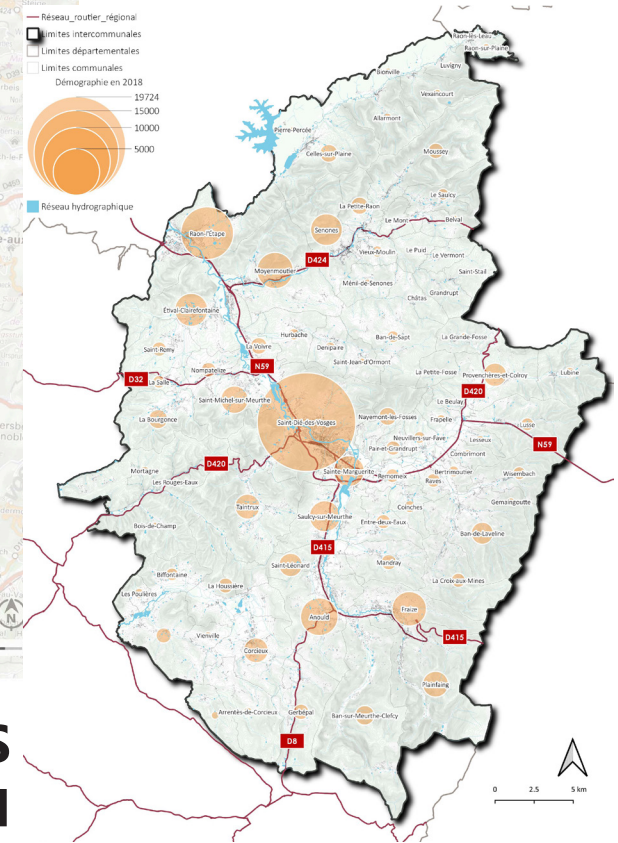 Réseau_routier_régional
Limites intercommunales
Limites départementales
Limites communales
Démographie en 2018
19724
15000
10000
5000
Réseau hydrographique
Raon-lès-Leau
Raon-sur-Plaine
Luvigny
Bionville
Vexaincourt
Allarmont
Pierre-Percée
Celles-sur-Plaine
Moussey
Le Saulcy
La Petite-Raon
Le Mont
Belval
Raon-l'Étape
Senones
Vieux-Moulin
Le Puid
Le Vermont
D424
Moyenmoutier
Saint-Stail
Ménil-de-Senones
Grandrupt
Châtas
Étival-Clairefontaine
Hurbache
Ban-de-Sapt
La Grande-Fosse
La Voivre
Denipaire
Saint-Remy
Saint-Jean-d'Ormont
N59
Nompatelize
La Petite-Fosse
Provenchères-et-Colroy
Lubine
D32
La Salle
D420
Saint-Michel-sur-Meurthe
Le Beulay
La Bourgonce
Nayemont-les-Fosses
Frapelle
Saint-Dié-des-Vosges
Lusse
Neuvillers-sur-Fave
Lesseux
N59
Pair-et-Grandrupt
Combrimont
D420
Mortagne
Sainte-Marguerite
Remomeix
Bertrimoutier
Wisembach
Raves
Les Rouges-Eaux
Gemaingoutte
Taintrux
Coinches
Saulcy-sur-Meurthe
Entre-deux-Eaux
Bois-de-Champ
Ban-de-Laveline
D415
Saint-Léonard
Mandray
Biffontaine
La Croix-aux-Mines
La Houssière
Les Poulières
Fraize
Anould
Vienville
D415
Corcieux
Plainfaing
Arrentès-de-Corcieux
Gerbépal
Ban-sur-Meurthe-Clefcy
D8
0 2.5 5 km
N
S